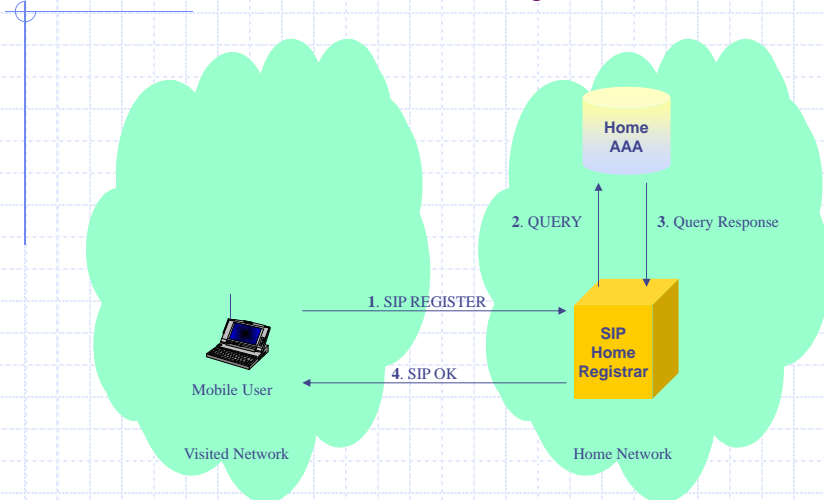 Home
AAA
2. QUERY
3. Query Response
1. SIP REGISTER
SIP
Home
Registrar
4. SIP OK
Mobile User
Visited Network
Home Network